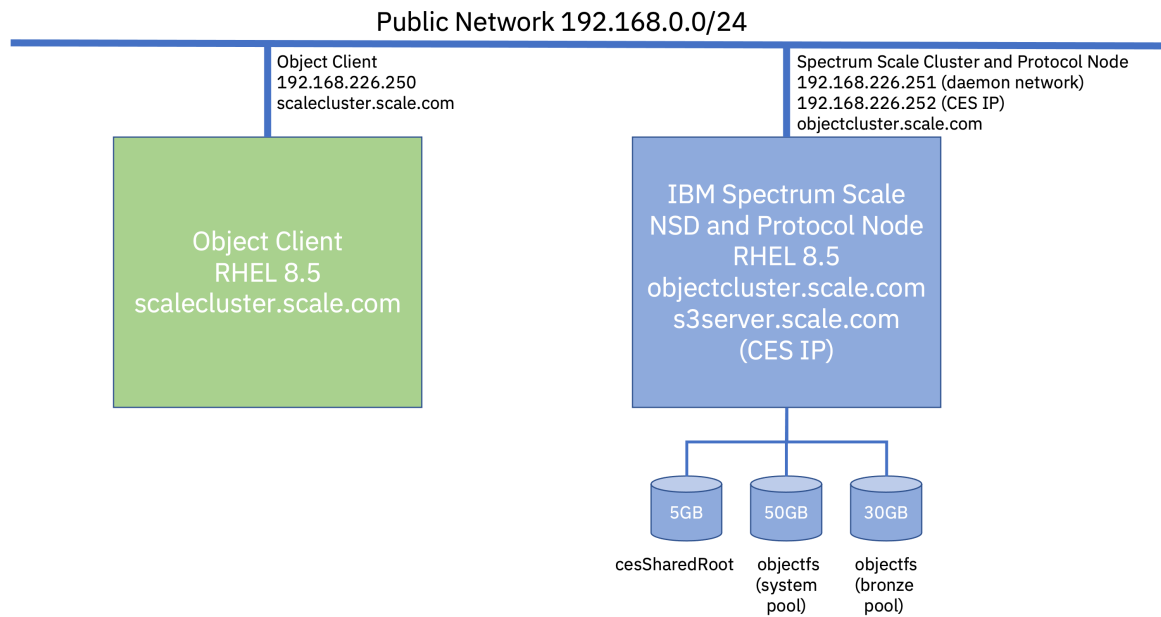 Public Network 192.168.0.0/24
Object Client
192.168.226.250
scalecluster.scale.com
Spectrum Scale Cluster and Protocol Node
192.168.226.251 (daemon network)
192.168.226.252 (CES IP)
objectcluster.scale.com
Object Client
RHEL 8.5
scalecluster.scale.com
IBM Spectrum Scale
NSD and Protocol Node
RHEL 8.5
objectcluster.scale.com
s3server.scale.com
(CES IP)
5GB
50GB
30GB
cesSharedRoot
objectfs
(system
pool)
objectfs
(bronze
pool)